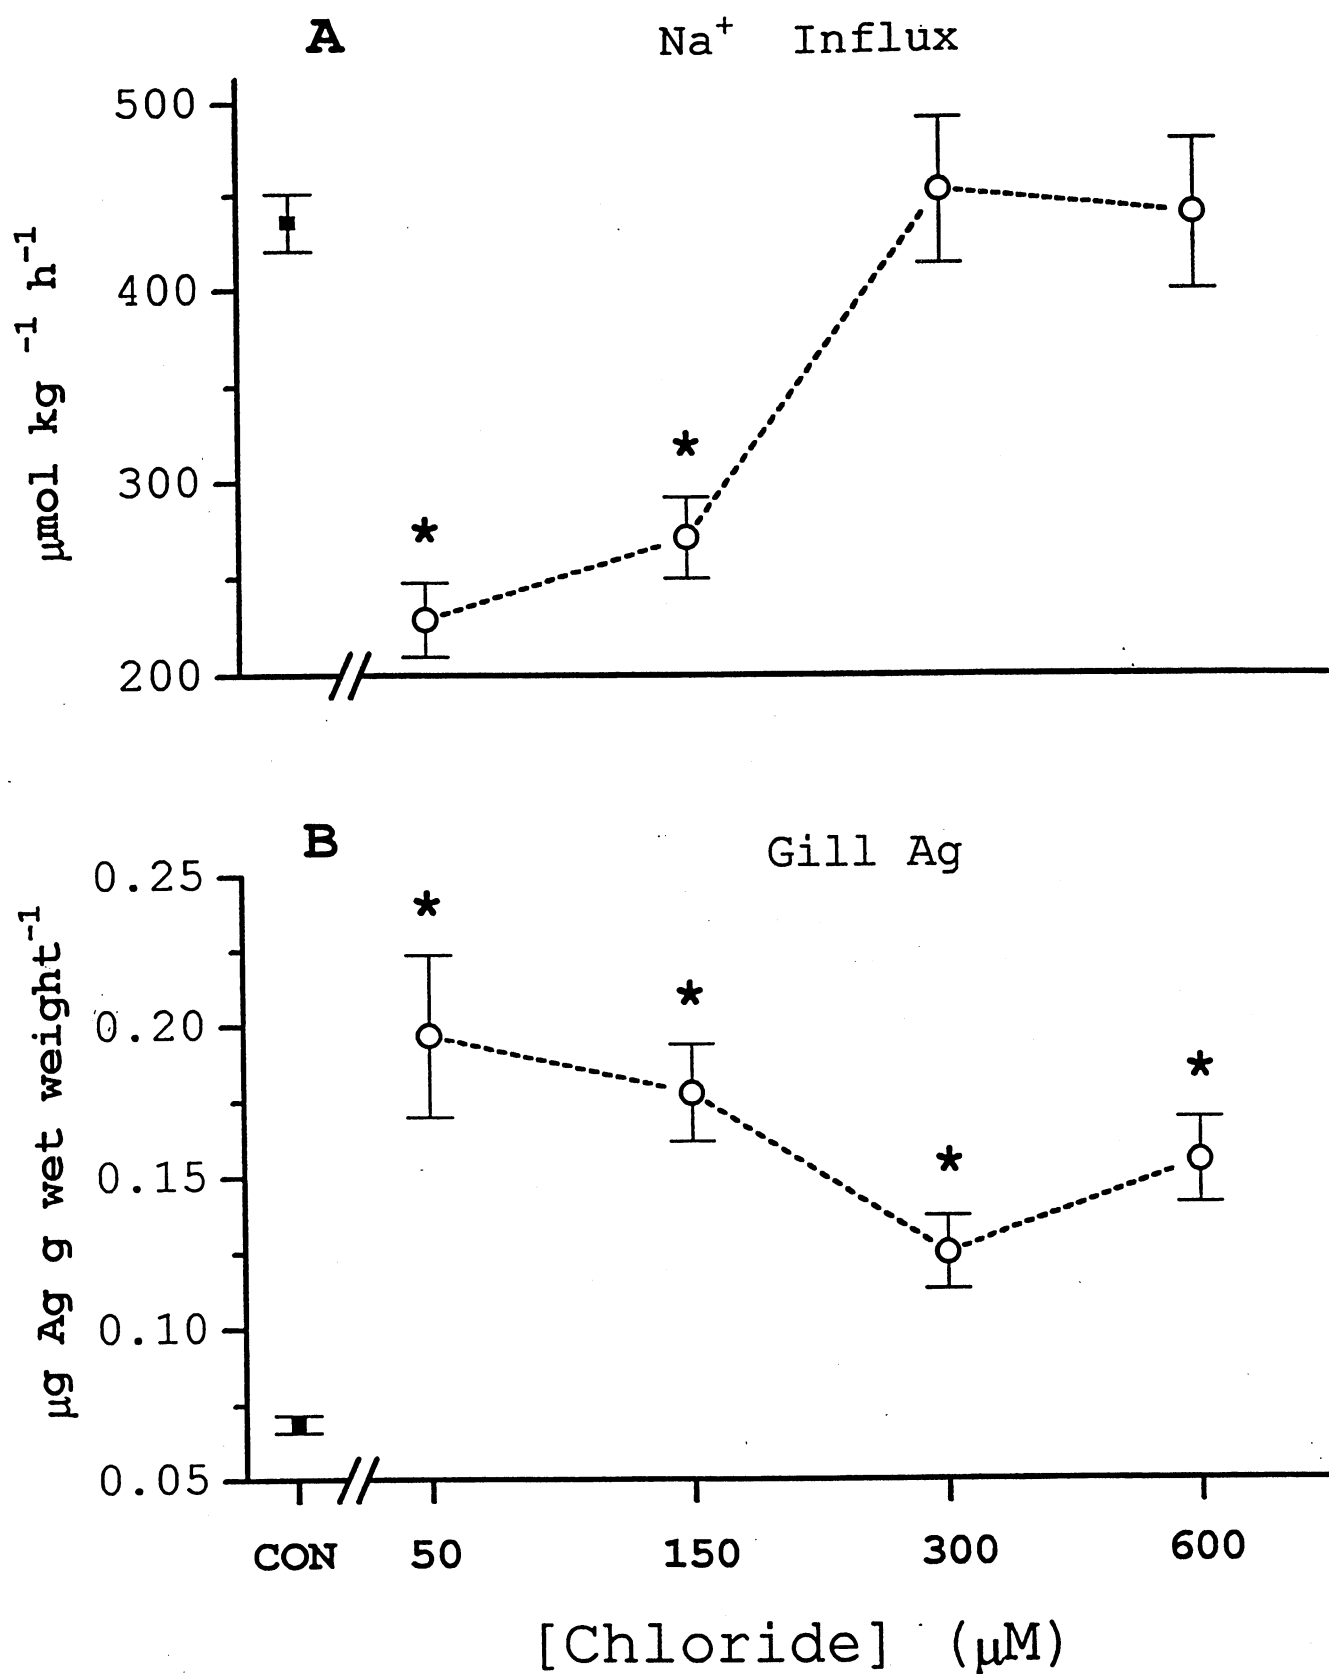 A Na+ Influx
500
400
300
200
µmol kg -1 h-1
*
*
B Gill Ag
0.25
0.20
0.15
0.10
0.05
µg Ag g wet weight-1
*
*
*
*
CON 50 150 300 600
[Chloride] (µM)